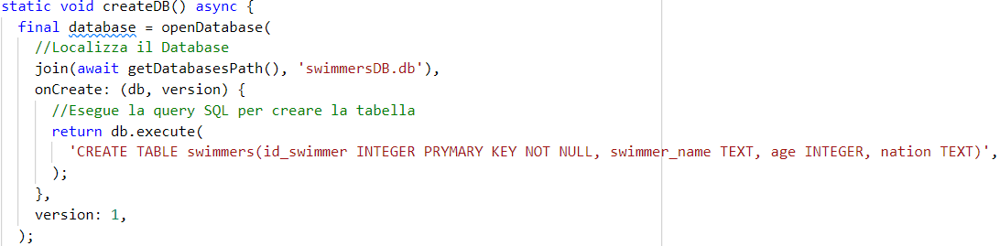 static void createDB() async {
final database = openDatabase(
//Localizza il Database
join(await getDatabasesPath(), 'swimmersDB.db'),
onCreate: (db, version) {
//Esegue la query SQL per creare la tabella
return db.execute(
'CREATE TABLE swimmers(id_swimmer INTEGER PRYMARY KEY NOT NULL, swimmer_name TEXT, age INTEGER, nation TEXT)',
);
},
version: 1,
);